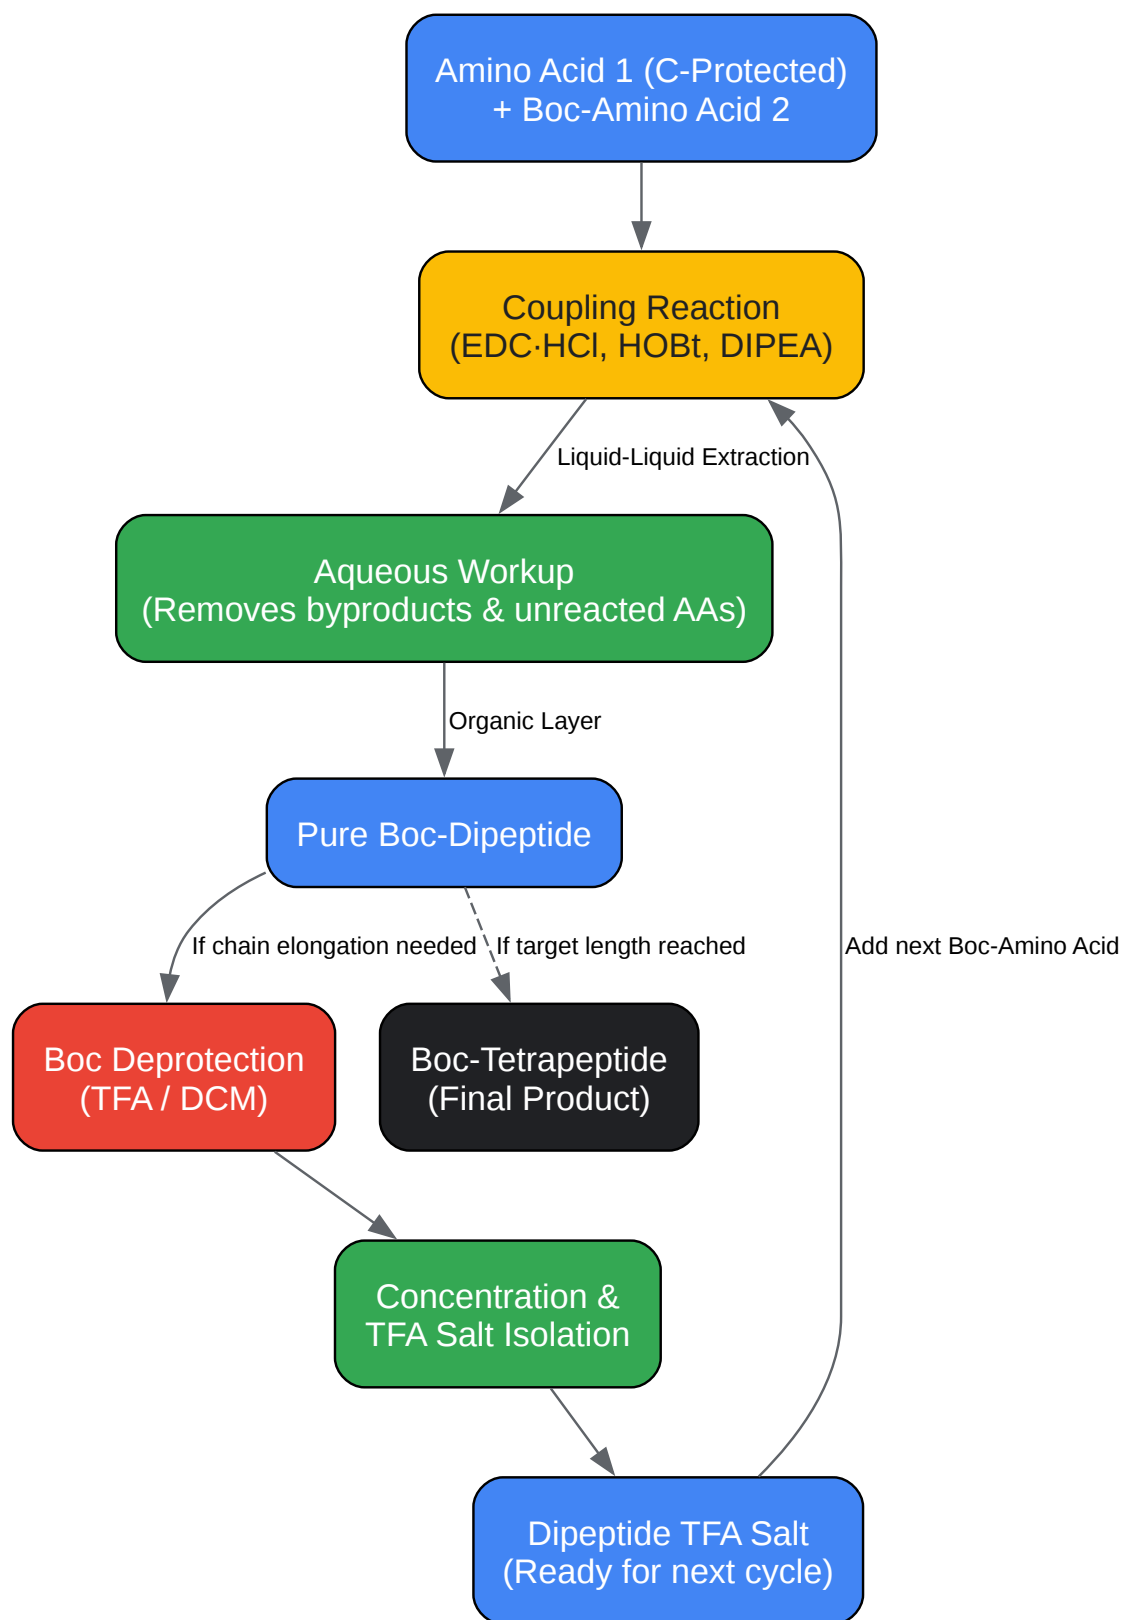 Amino Acid 1 (C-Protected)
+ Boc-Amino Acid 2
Coupling Reaction
(EDC·HCl, HOBt, DIPEA)
Liquid-Liquid Extraction
Aqueous Workup
(Removes byproducts & unreacted AAs)
Organic Layer
Pure Boc-Dipeptide
If chain elongation needed
If target length reached
Add next Boc-Amino Acid
Boc Deprotection
(TFA / DCM)
Boc-Tetrapeptide
(Final Product)
Concentration &
TFA Salt Isolation
Dipeptide TFA Salt
(Ready for next cycle)